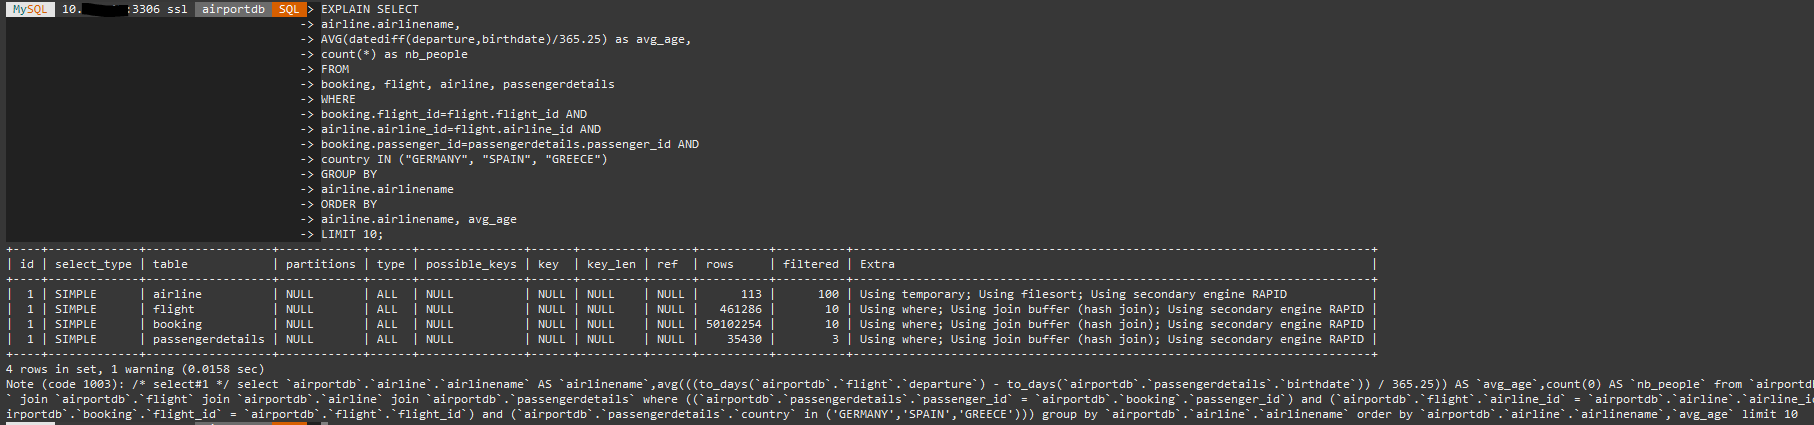 MySQL 10. :3306 ssl airportdb SQL > EXPLAIN SELECT
-> airline.airlinename,
-> AVG(datediff(departure,birthdate)/365.25) as avg_age,
-> count(*) as nb_people
-> FROM
-> booking, flight, airline, passengerdetails
-> WHERE
-> booking.flight_id=flight.flight_id AND
-> airline.airline_id=flight.airline_id AND
-> booking.passenger_id=passengerdetails.passenger_id AND
-> country IN ("GERMANY", "SPAIN", "GREECE")
-> GROUP BY
-> airline.airlinename
-> ORDER BY
-> airline.airlinename, avg_age
-> LIMIT 10;
| id | select_type | table | partitions | type | possible_keys | key | key_len | ref | rows | filtered | Extra |
| 1 | SIMPLE | airline | NULL | ALL | NULL | NULL | NULL | NULL | 113 | 100 | Using temporary; Using filesort; Using secondary engine RAPID |
| 1 | SIMPLE | flight | NULL | ALL | NULL | NULL | NULL | NULL | 461286 | 10 | Using where; Using join buffer (hash join); Using secondary engine RAPID |
| 1 | SIMPLE | booking | NULL | ALL | NULL | NULL | NULL | NULL | 50102254 | 10 | Using where; Using join buffer (hash join); Using secondary engine RAPID |
| 1 | SIMPLE | passengerdetails | NULL | ALL | NULL | NULL | NULL | NULL | 35430 | 3 | Using where; Using join buffer (hash join); Using secondary engine RAPID |
4 rows in set, 1 warning (0.0158 sec)
Note (code 1003): /* select#1 */ select `airportdb`.`airline`.`airlinename` AS `airlinename`,avg(((to_days(`airportdb`.`flight`.`departure`) - to_days(`airportdb`.`passengerdetails`.`birthdate`)) / 365.25)) AS `avg_age`,count(0) AS `nb_people` from `airportdb
` join `airportdb`.`flight` join `airportdb`.`airline` join `airportdb`.`passengerdetails` where ((`airportdb`.`passengerdetails`.`passenger_id` = `airportdb`.`booking`.`passenger_id`) and (`airportdb`.`flight`.`airline_id` = `airportdb`.`airline`.`airline_id
irportdb`.`booking`.`flight_id` = `airportdb`.`flight`.`flight_id`) and (`airportdb`.`passengerdetails`.`country` in ('GERMANY','SPAIN','GREECE'))) group by `airportdb`.`airline`.`airlinename` order by `airportdb`.`airline`.`airlinename`,`avg_age` limit 10